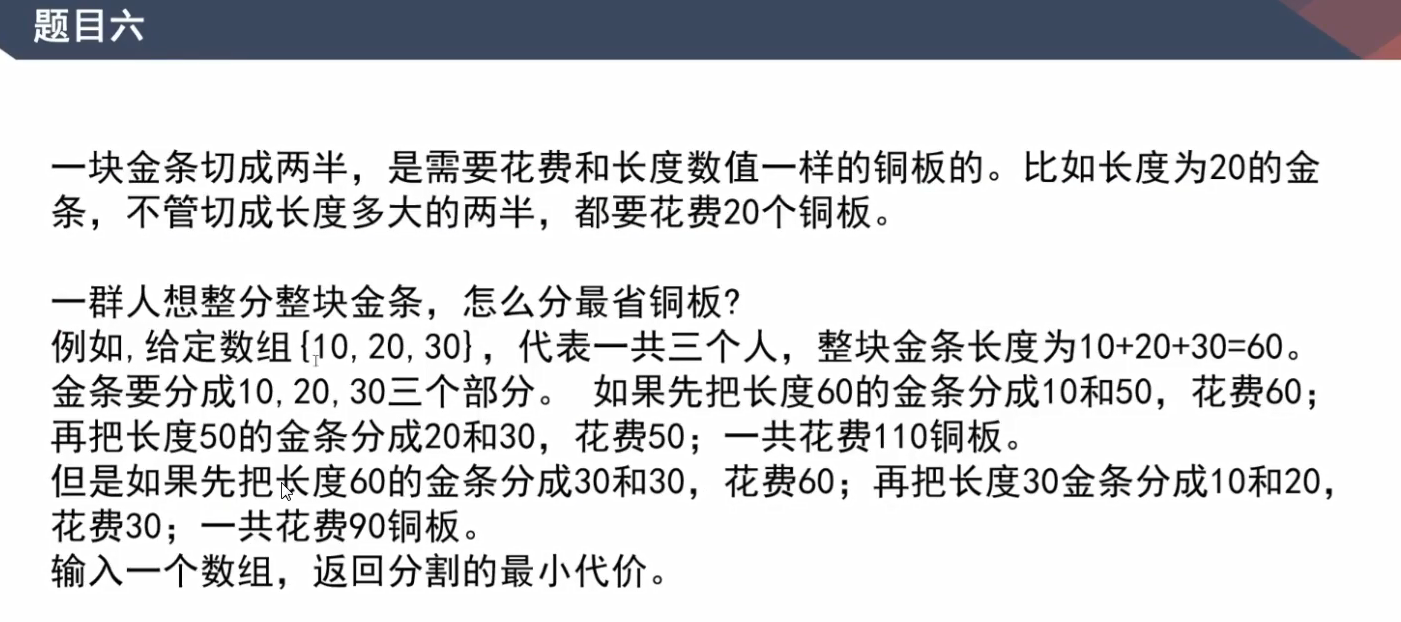 题目六
一块金条切成两半，是需要花费和长度数值一样的铜板的。比如长度为20的金
条，不管切成长度多大的两半，都要花费20个铜板。
一群人想整分整块金条，怎么分最省铜板?
例如,给定数组{10,20,30}，代表一共三个人，整块金条长度为10+20+30=60。
金条要分成10,20,30三个部分。 如果先把长度60的金条分成10和50，花费60；
再把长度50的金条分成20和30，花费50；一共花费110铜板。
但是如果先把长度60的金条分成30和30，花费60；再把长度30金条分成10和20，
花费30；一共花费90铜板。
输入一个数组，返回分割的最小代价。